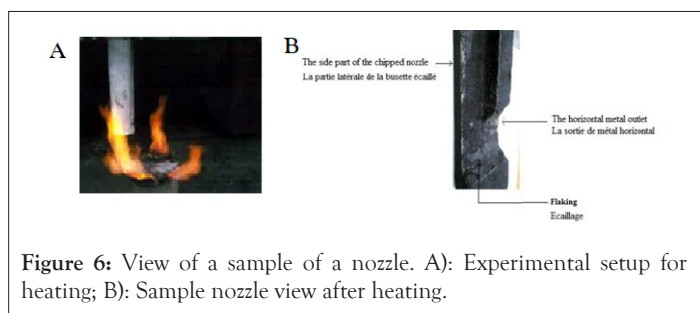 A
B
The side part of the chipped nozzle
La partie latérale de la busette écaillé
The horizontal metal outlet
La sortie de métal horizontal
Flaking
Ecaillage
Figure 6: View of a sample of a nozzle. A): Experimental setup for
heating; B): Sample nozzle view after heating.